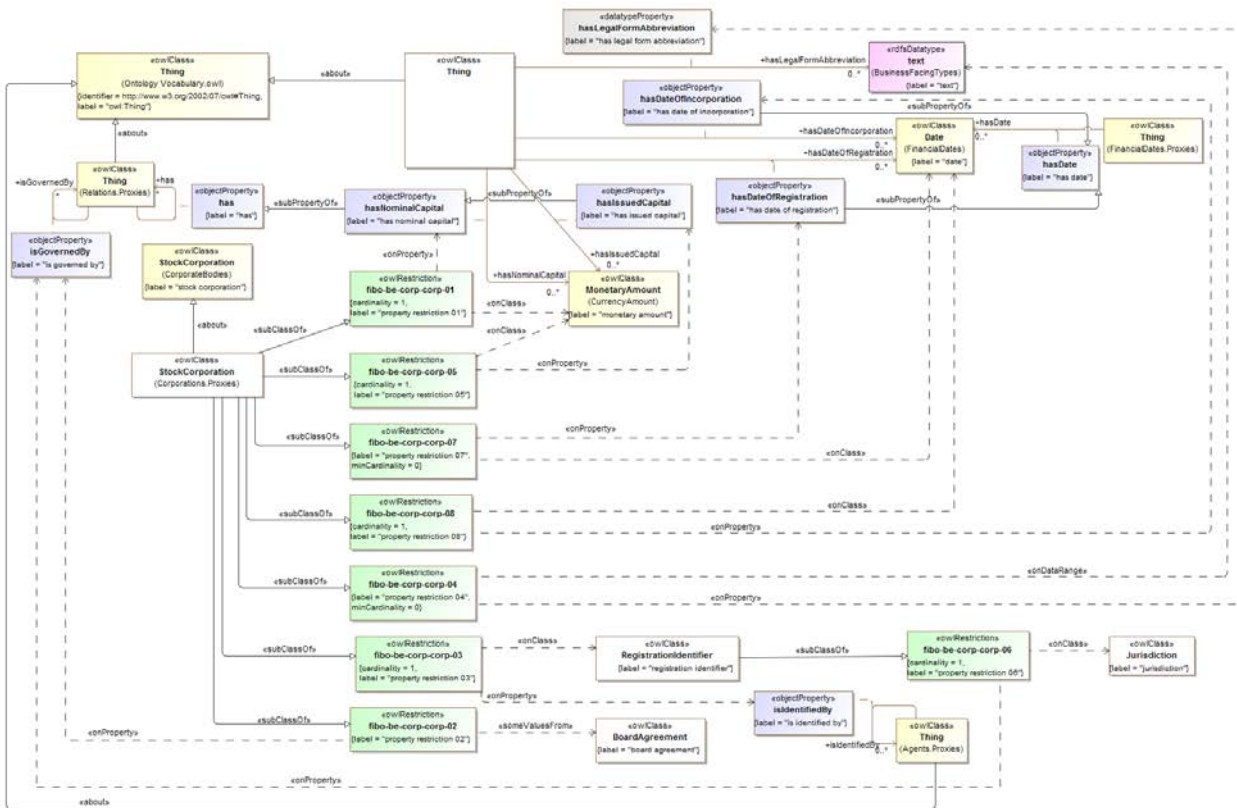 «datatypeProperty»
hasLegalFormAbbreviation
{label = "has legal form abbreviation"}
«owlClass»
Thing
(Ontology Vocabulary.owl)
{identifier = http://www.w3.org/2002/07/owl#Thing,
label = "owl:Thing"}
«about»
«owlClass»
Thing
+hasLegalFormAbbreviation
0..*
«rdfsDatatype»
text
(BusinessFacingTypes)
{label = "text"}
«objectProperty»
hasDateOfIncorporation
{label = "has date of incorporation"}
«subPropertyOf»
+hasDateOfIncorporation
0..*
+hasDateOfRegistration
0..*
«owlClass»
Date
(FinancialDates)
{label = "date"}
+hasDate
0..*
«owlClass»
Thing
(FinancialDates.Proxies)
«objectProperty»
hasDate
{label = "has date"}
«about»
«owlClass»
Thing
(Relations.Proxies)
+isGovernedBy
*
+has
*
«objectProperty»
has
{label = "has"}
«subPropertyOf»
«objectProperty»
hasNominalCapital
{label = "has nominal capital"}
«subPropertyOf»
«objectProperty»
hasIssuedCapital
{label = "has issued capital"}
«objectProperty»
hasDateOfRegistration
{label = "has date of registration"}
«subPropertyOf»
«objectProperty»
isGovernedBy
{label = "is governed by"}
«owlClass»
StockCorporation
(CorporateBodies)
{label = "stock corporation"}
«onProperty»
+hasIssuedCapital
0..*
+hasNominalCapital
0..*
«owlRestriction»
fibo-be-corp-corp-01
{cardinality = 1,
label = "property restriction 01"}
«onClass»
«owlClass»
MonetaryAmount
(CurrencyAmount)
{label = "monetary amount"}
«about»
«subClassOf»
«onClass»
«owlClass»
StockCorporation
(Corporations.Proxies)
«subClassOf»
«owlRestriction»
fibo-be-corp-corp-05
{cardinality = 1,
label = "property restriction 05"}
«onProperty»
«subClassOf»
«owlRestriction»
fibo-be-corp-corp-07
{label = "property restriction 07",
minCardinality = 0}
«onProperty»
«onClass»
«subClassOf»
«owlRestriction»
fibo-be-corp-corp-08
{cardinality = 1,
label = "property restriction 08"}
«onClass»
«onProperty»
«subClassOf»
«owlRestriction»
fibo-be-corp-corp-04
{label = "property restriction 04",
minCardinality = 0}
«onDataRange»
«onProperty»
«subClassOf»
«owlRestriction»
fibo-be-corp-corp-03
{cardinality = 1,
label = "property restriction 03"}
«onClass»
«owlClass»
RegistrationIdentifier
{label = "registration identifier"}
«subClassOf»
«owlRestriction»
fibo-be-corp-corp-06
{cardinality = 1,
label = "property restriction 06"}
«onClass»
«owlClass»
Jurisdiction
{label = "jurisdiction"}
«onProperty»
«objectProperty»
isIdentifiedBy
{label = "is identified by"}
+isIdentifiedBy
0..*
«owlClass»
Thing
(Agents.Proxies)
«subClassOf»
«owlRestriction»
fibo-be-corp-corp-02
{label = "property restriction 02"}
«someValuesFrom»
«owlClass»
BoardAgreement
{label = "board agreement"}
«onProperty»
«onProperty»
«about»